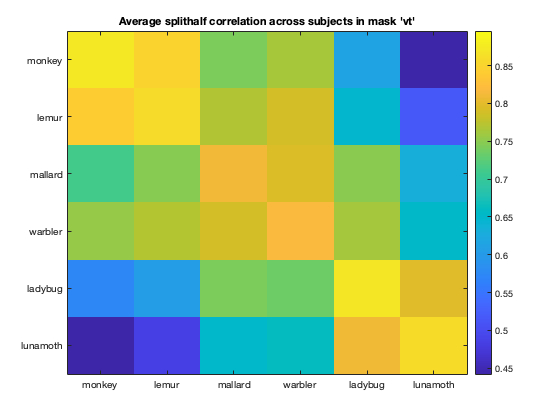 Average splithalf correlation across subjects in mask 'vt'
monkey
lemur
mallard
warbler
ladybug
lunamoth
monkey lemur mallard warbler ladybug lunamoth
0.85
0.8
0.75
0.7
0.65
0.6
0.55
0.5
0.45